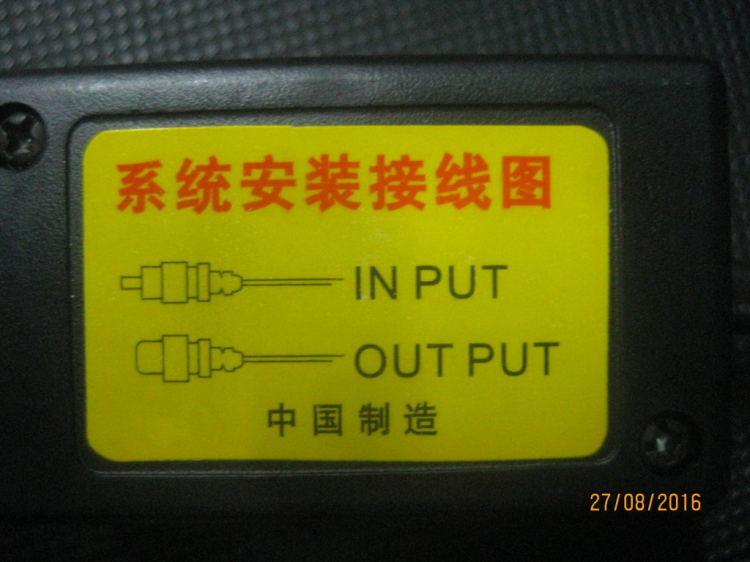 系统安装接线图
IN PUT
OUT PUT
中国制造
27/08/2016